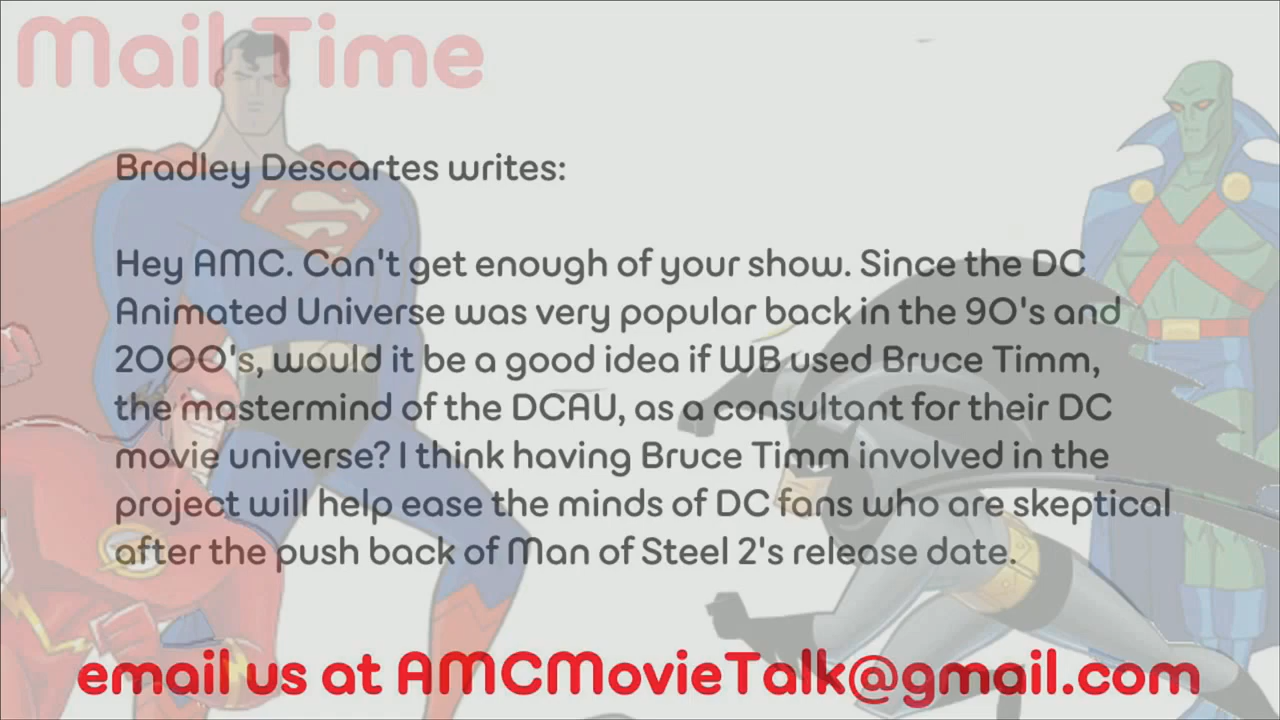 Mail Time
Bradley Descartes writes:
Hey AMC. Can't get enough of your show. Since the DC
Animated Universe was very popular back in the 90's and
2000's, would it be a good idea if WB used Bruce Timm,
the mastermind of the DCAU, as a consultant for their DC
movie universe? I think having Bruce Timm involved in the
project will help ease the minds of DC fans who are skeptical
after the push back of Man of Steel 2's release date.
email us at AMCMovieTalk@gmail.com